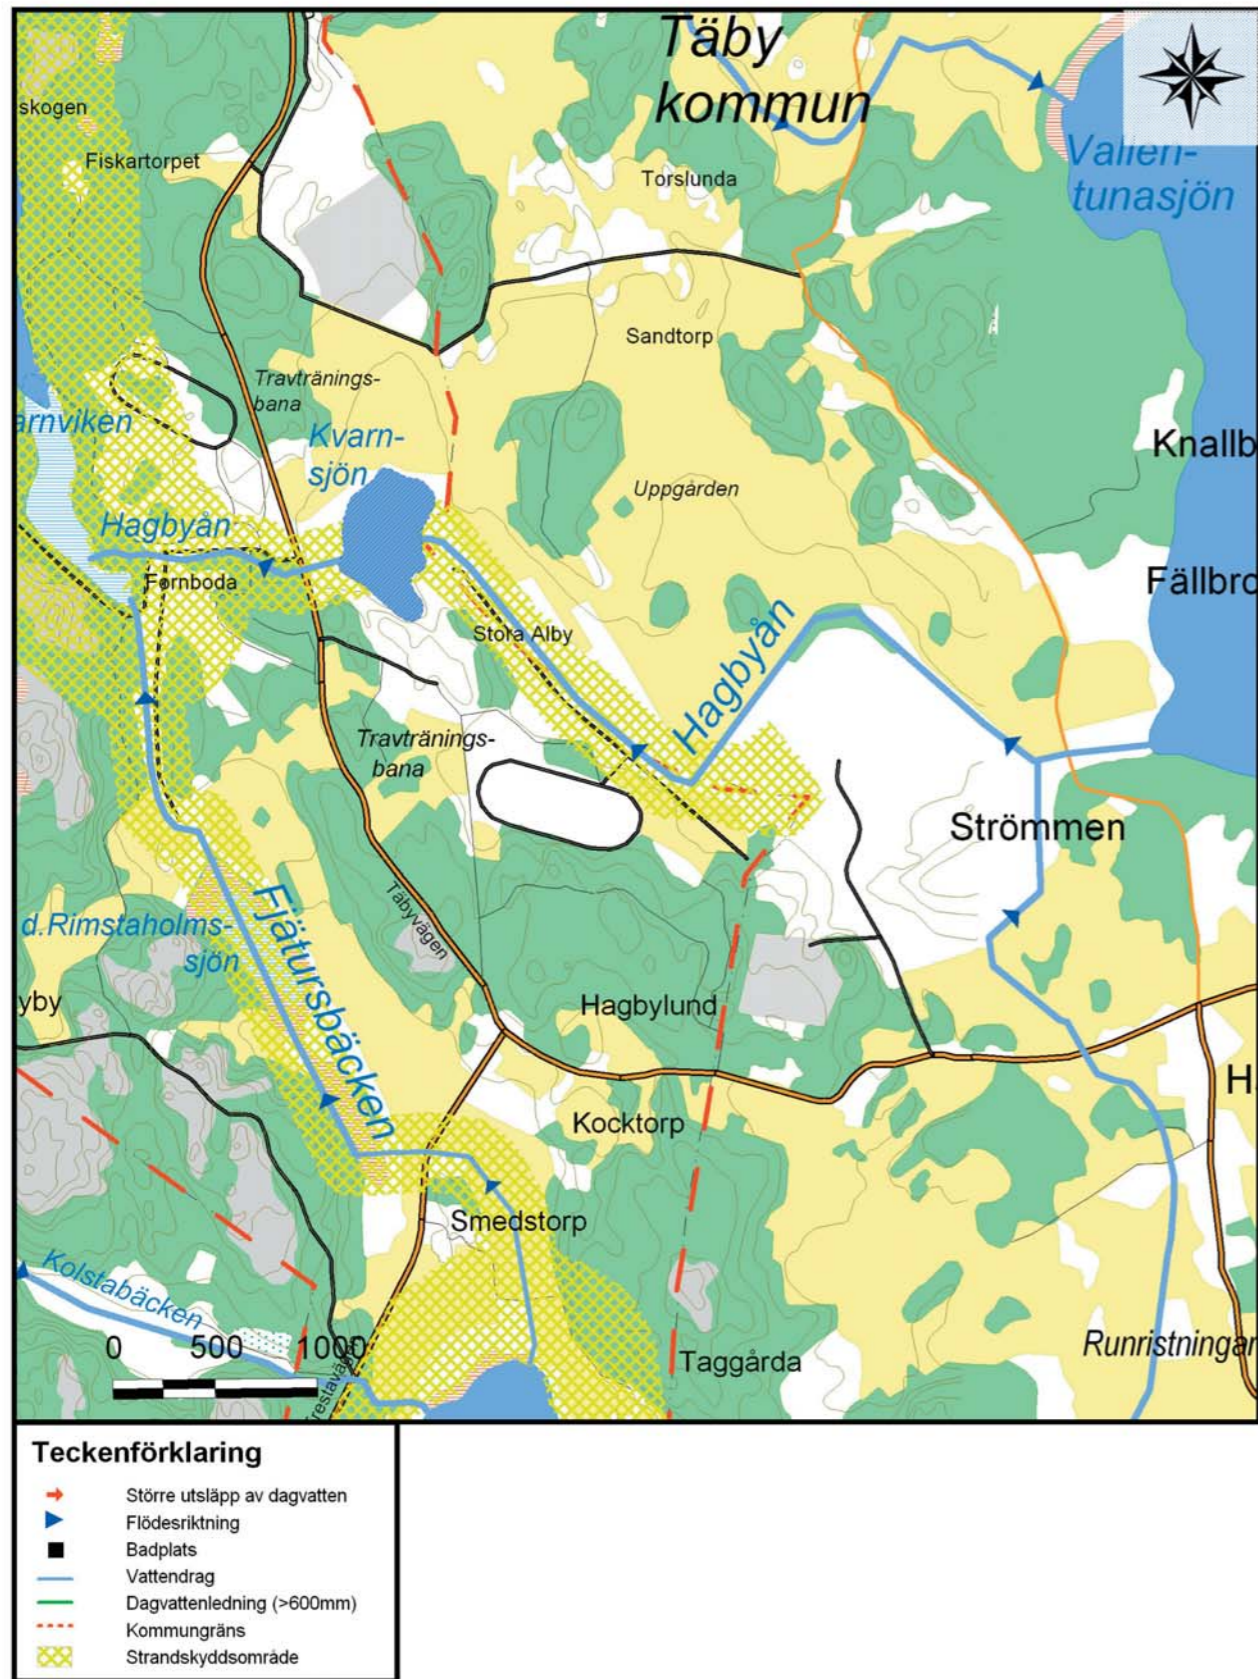 Täby
kommun
skogen
Fiskartorpet
Torslunda
Vallen-
tunasjön
Sandtorp
Travtränings-
bana
arnviken
Kvarn-
sjön
Knallb
Uppgården
Hagbyån
Fornboda
Fällbro
Stora Alby
Hagbyån
Travtränings-
bana
Strömmen
Täbyvägen
Fjätursbäcken
d.Rimstaholms-
sjön
yby
Hagbylund
H
Kocktorp
Smedstorp
Kolstabäcken
0 500 1000
Runristningar
Taggårda
restavägen
Teckenförklaring
Större utsläpp av dagvatten
Flödesriktning
Badplats
Vattendrag
Dagvattenledning (>600mm)
Kommungräns
Strandskyddsområde